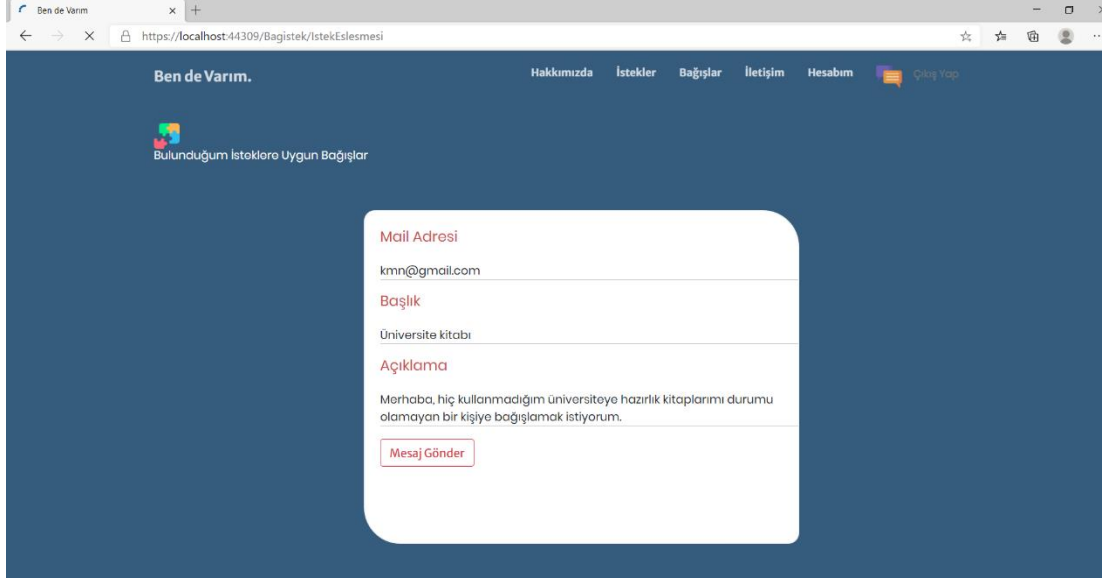 Ben de Varım
https://localhost:44309/Bagistek/IstekEslesmesi
Ben de Varım.
Hakkımızda İstekler Bağışlar İletişim Hesabım Çıkış Yap
Bulunduğum İsteklere Uygun Bağışlar
Mail Adresi
kmn@gmail.com
Başlık
Üniversite kitabı
Açıklama
Merhaba, hiç kullanmadığım üniversiteye hazırlık kitaplarımı durumu
olamayan bir kişiye bağışlamak istiyorum.
Mesaj Gönder